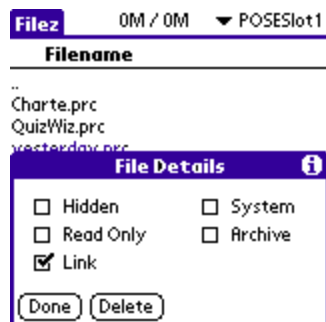 Filez 0M / 0M POSESlot1
Filename
..
Charte.prc
QuizWiz.prc
yesterday.prc
File Details i
Hidden System
Read Only Archive
Link
Done Delete